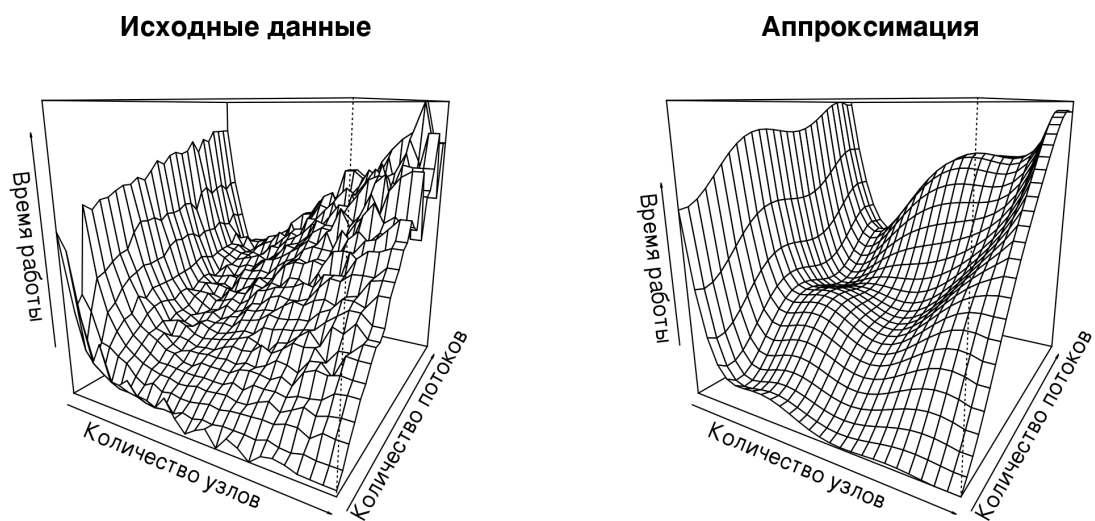 Исходные данные
Время работы
Количество узлов
Количество потоков
Аппроксимация
Время работы
Количество узлов
Количество потоков